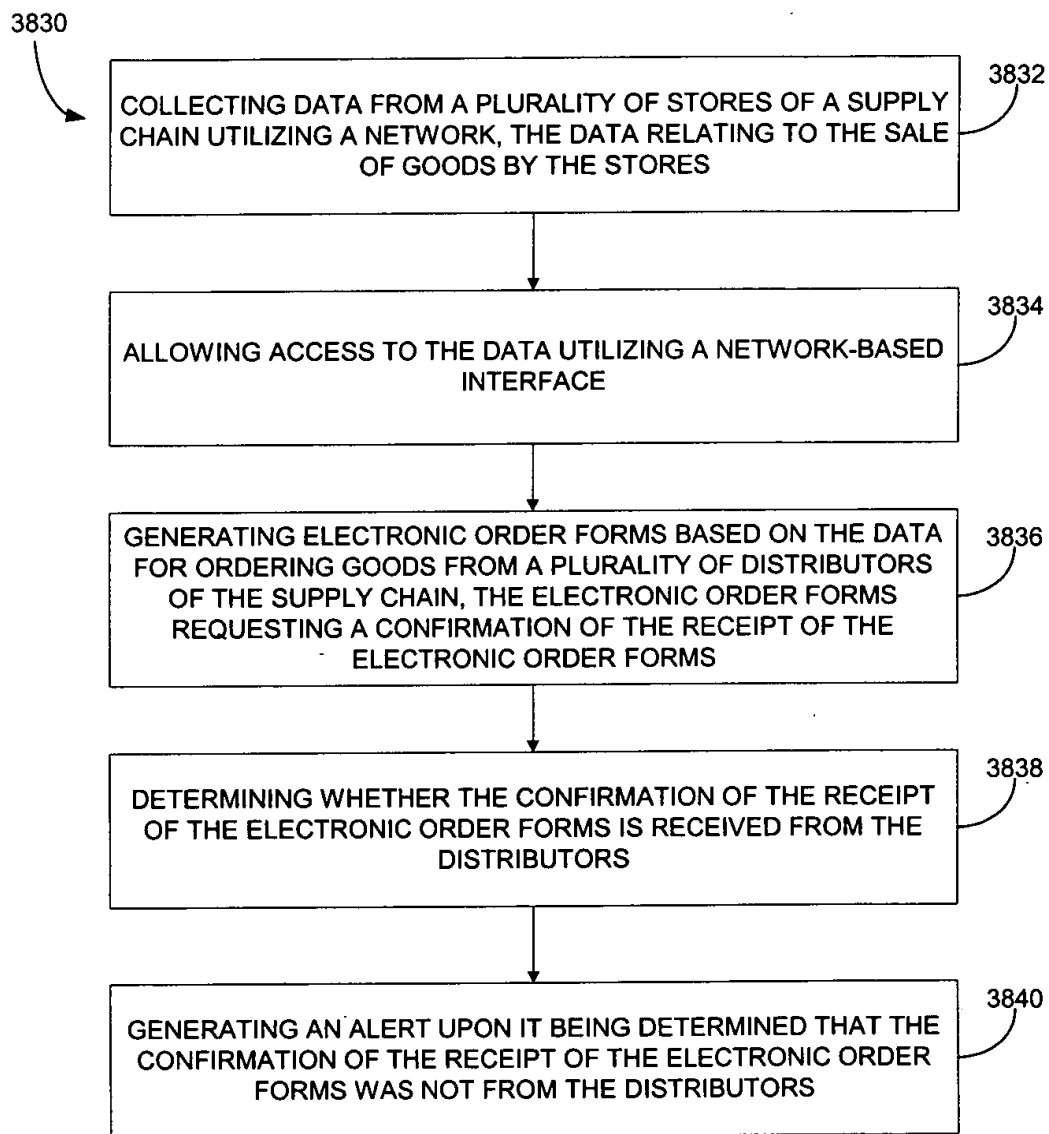 3830
3832
COLLECTING DATA FROM A PLURALITY OF STORES OF A SUPPLY
CHAIN UTILIZING A NETWORK, THE DATA RELATING TO THE SALE
OF GOODS BY THE STORES
3834
ALLOWING ACCESS TO THE DATA UTILIZING A NETWORK-BASED
INTERFACE
3836
GENERATING ELECTRONIC ORDER FORMS BASED ON THE DATA
FOR ORDERING GOODS FROM A PLURALITY OF DISTRIBUTORS
OF THE SUPPLY CHAIN, THE ELECTRONIC ORDER FORMS
REQUESTING A CONFIRMATION OF THE RECEIPT OF THE
ELECTRONIC ORDER FORMS
3838
DETERMINING WHETHER THE CONFIRMATION OF THE RECEIPT
OF THE ELECTRONIC ORDER FORMS IS RECEIVED FROM THE
DISTRIBUTORS
3840
GENERATING AN ALERT UPON IT BEING DETERMINED THAT THE
CONFIRMATION OF THE RECEIPT OF THE ELECTRONIC ORDER
FORMS WAS NOT FROM THE DISTRIBUTORS